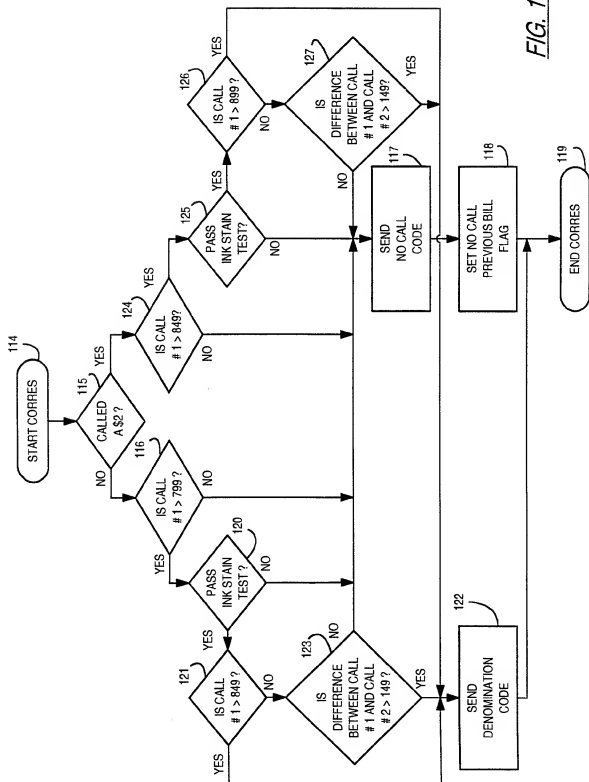 START CORRES
114
CALLED
A $2 ?
115
NO
YES
IS CALL
# 1 > 799 ?
116
YES
NO
IS CALL
# 1 > 849?
124
YES
NO
PASS
INK STAIN
TEST ?
120
YES
NO
PASS
INK STAIN
TEST?
125
YES
NO
IS CALL
# 1 > 849 ?
121
YES
NO
IS CALL
# 1 > 899 ?
126
YES
NO
IS
DIFFERENCE
BETWEEN CALL
# 1 AND CALL
# 2 > 149 ?
123
NO
YES
IS
DIFFERENCE
BETWEEN CALL
# 1 AND CALL
# 2 > 149?
127
NO
YES
SEND
NO CALL
CODE
117
SEND
DENOMINATION
CODE
122
SET NO CALL
PREVIOUS BILL
FLAG
118
END CORRES
119
FIG. 1